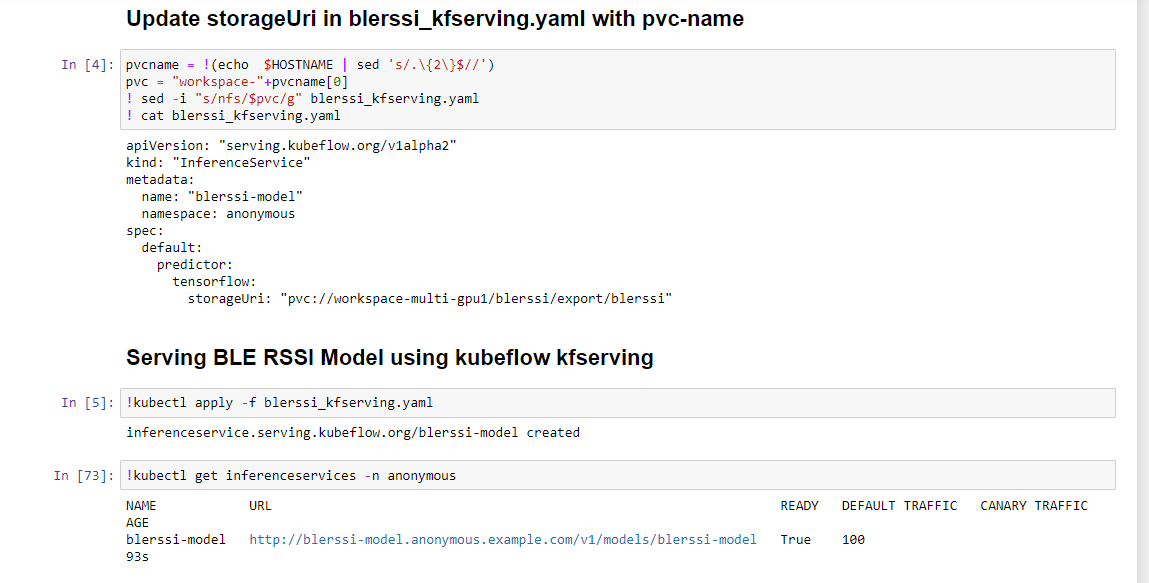 Update storageUri in blerssi_kfserving.yaml with pvc-name
In [4]: pvcname = !(echo  $HOSTNAME | sed 's/.\{2\}$//')
pvc = "workspace-"+pvcname[0]
! sed -i "s/nfs/$pvc/g" blerssi_kfserving.yaml
! cat blerssi_kfserving.yaml
apiVersion: "serving.kubeflow.org/v1alpha2"
kind: "InferenceService"
metadata:
  name: "blerssi-model"
  namespace: anonymous
spec:
  default:
    predictor:
      tensorflow:
        storageUri: "pvc://workspace-multi-gpu1/blerssi/export/blerssi"
Serving BLE RSSI Model using kubeflow kfserving
In [5]: !kubectl apply -f blerssi_kfserving.yaml
inferenceservice.serving.kubeflow.org/blerssi-model created
In [73]: !kubectl get inferenceservices -n anonymous
NAME            URL                                                                  READY   DEFAULT TRAFFIC   CANARY TRAFFIC
AGE
blerssi-model   http://blerssi-model.anonymous.example.com/v1/models/blerssi-model   True    100
93s